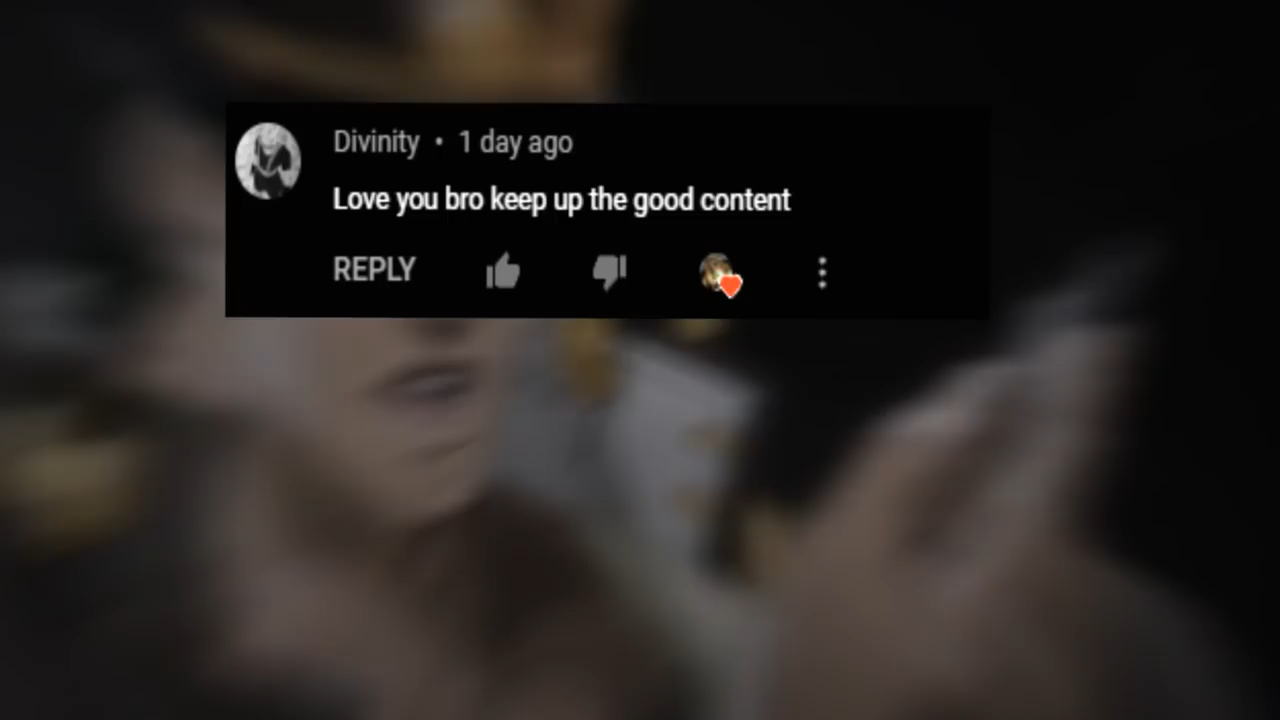 Divinity • 1 day ago
Love you bro keep up the good content
REPLY